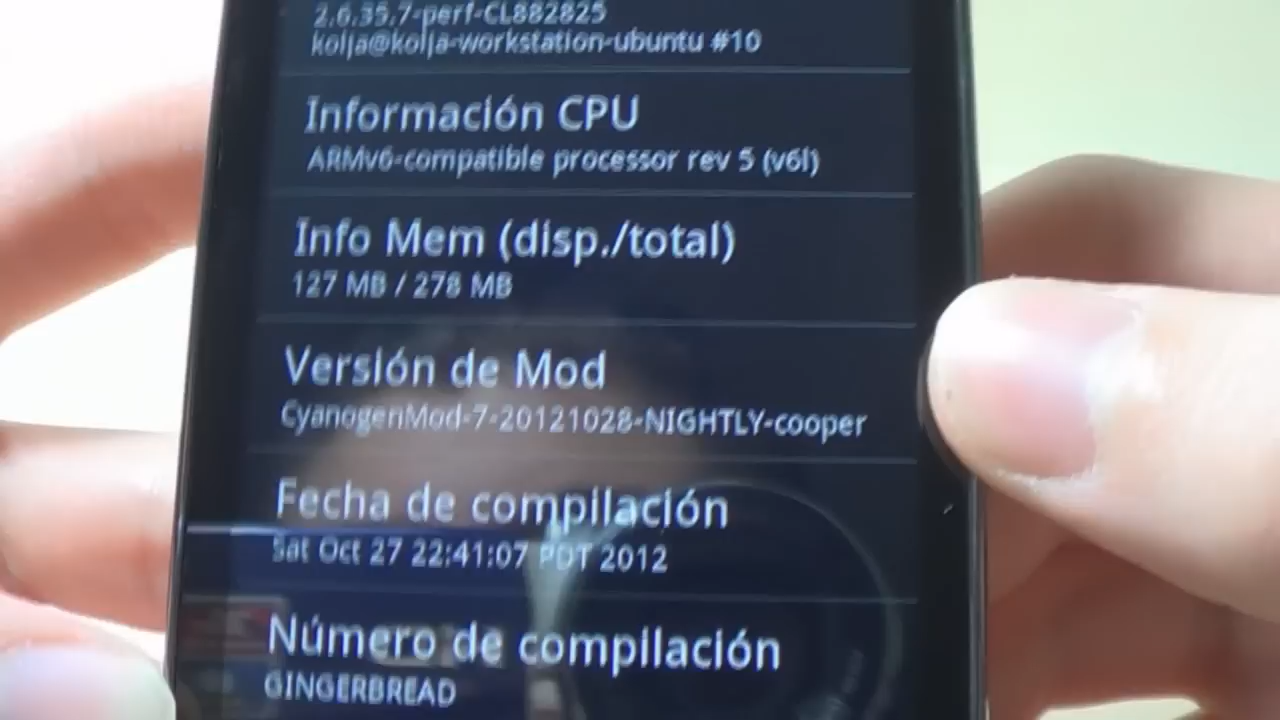 2.6.35.7-perf-CL882825
kolja@kolja-workstation-ubuntu #10
Información CPU
ARMv6-compatible processor rev 5 (v6l)
Info Mem (disp./total)
127 MB / 278 MB
Versión de Mod
CyanogenMod-7-20121028-NIGHTLY-cooper
Fecha de compilación
Sat Oct 27 22:41:07 PDT 2012
Número de compilación
GINGERBREAD